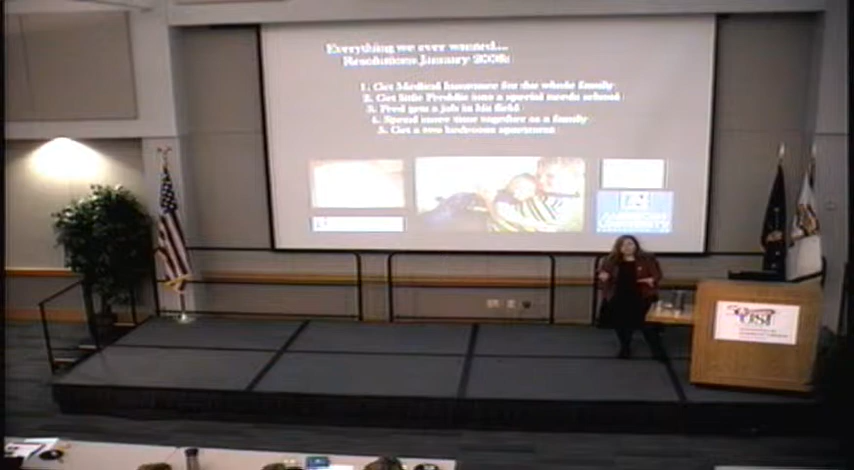 Everything we ever wanted...
Resolutions January 2008:
1. Get Medical Insurance for the whole family
2. Get little Freddie into a special needs school
3. Fred gets a job in his field
4. Spend more time together as a family
5. Get a two bedroom apartment
AMERICAN
UNIVERSITY